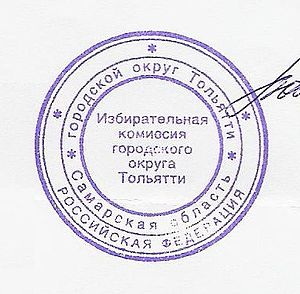 * городской округ Тольятти *
Самарская область
* РОССИЙСКАЯ ФЕДЕРАЦИЯ *
Избирательная
комиссия
городского
округа
Тольятти